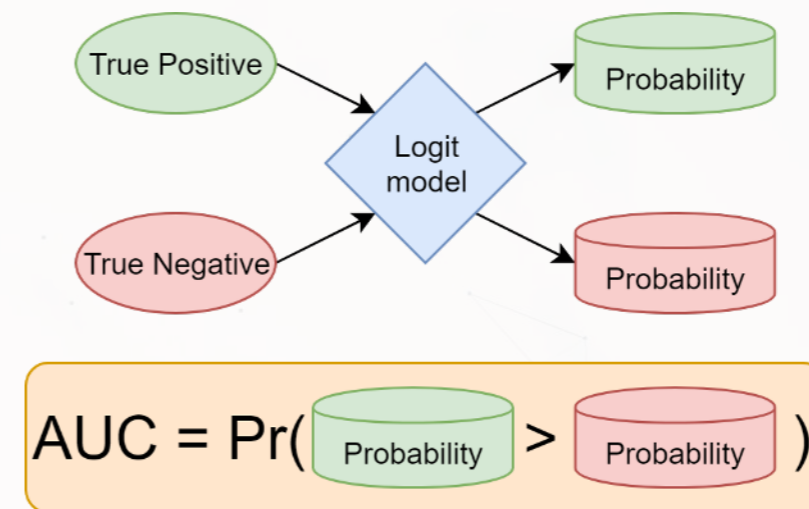 True Positive
Probability
Logit
model
True Negative
Probability
AUC = Pr( Probability > Probability )